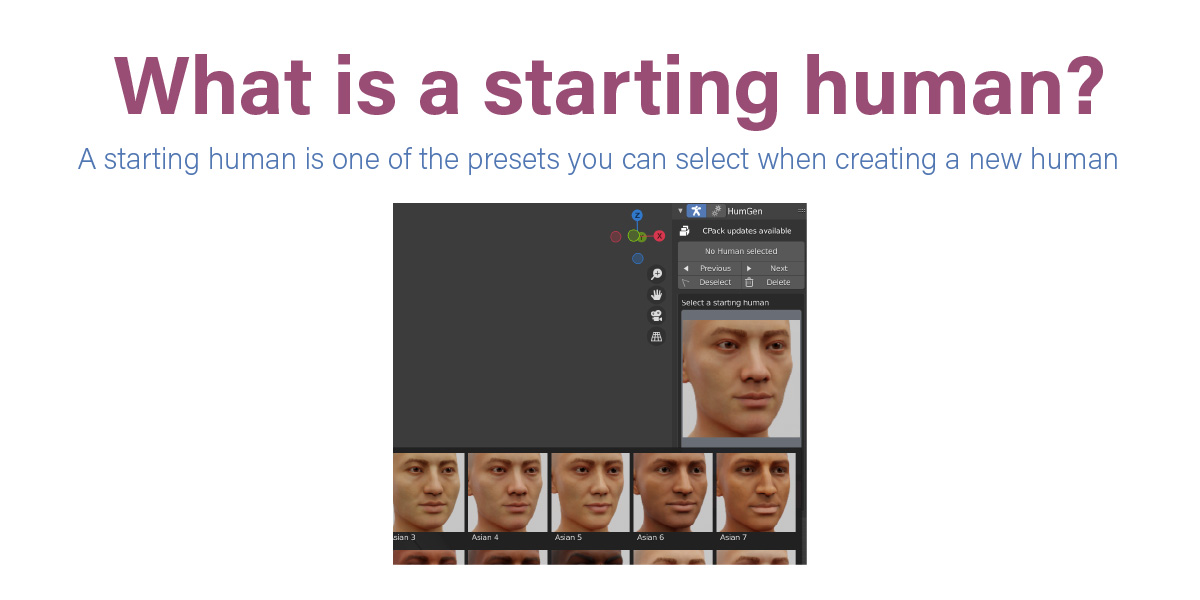 What is a starting human?
A starting human is one of the presets you can select when creating a new human
Z
Y
X
HumGen
CPack updates available
No Human selected
Previous
Next
Deselect
Delete
Select a starting human
sian 3
Asian 4
Asian 5
Asian 6
Asian 7